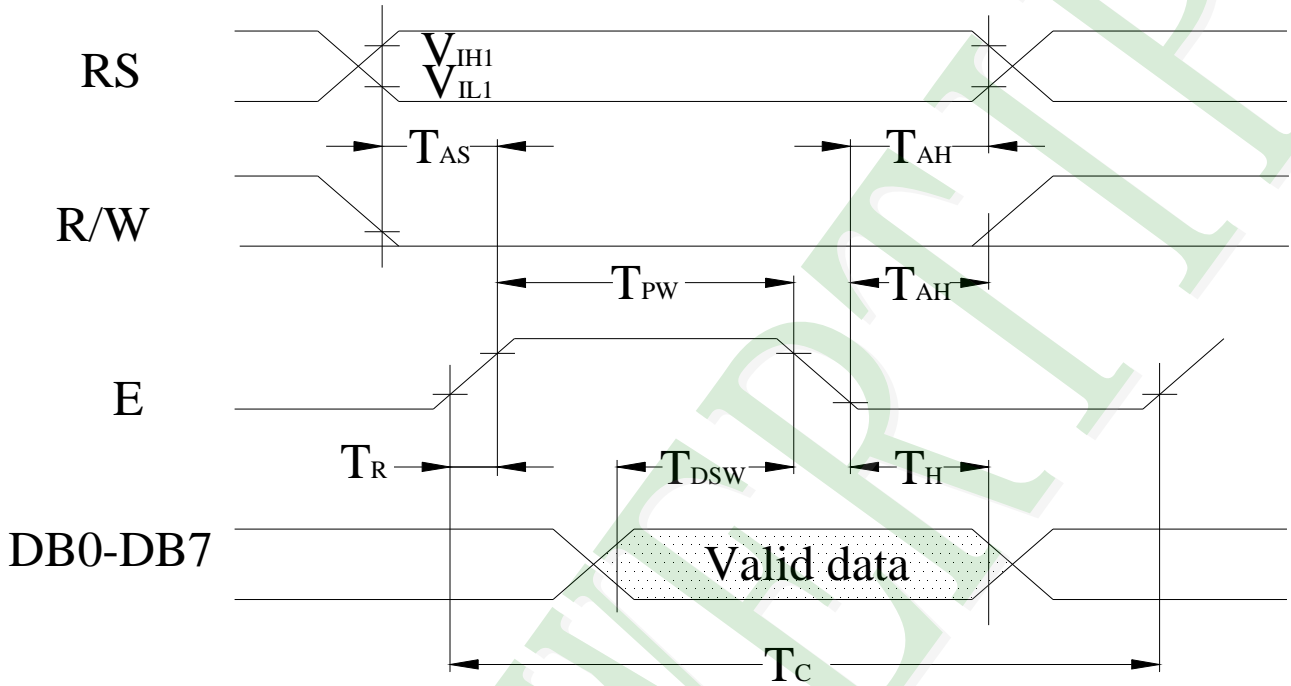 RS
VIH1
VIL1
TAS
TAH
R/W
TPW
TAH
E
TR
TDSW
TH
DB0-DB7
Valid data
TC